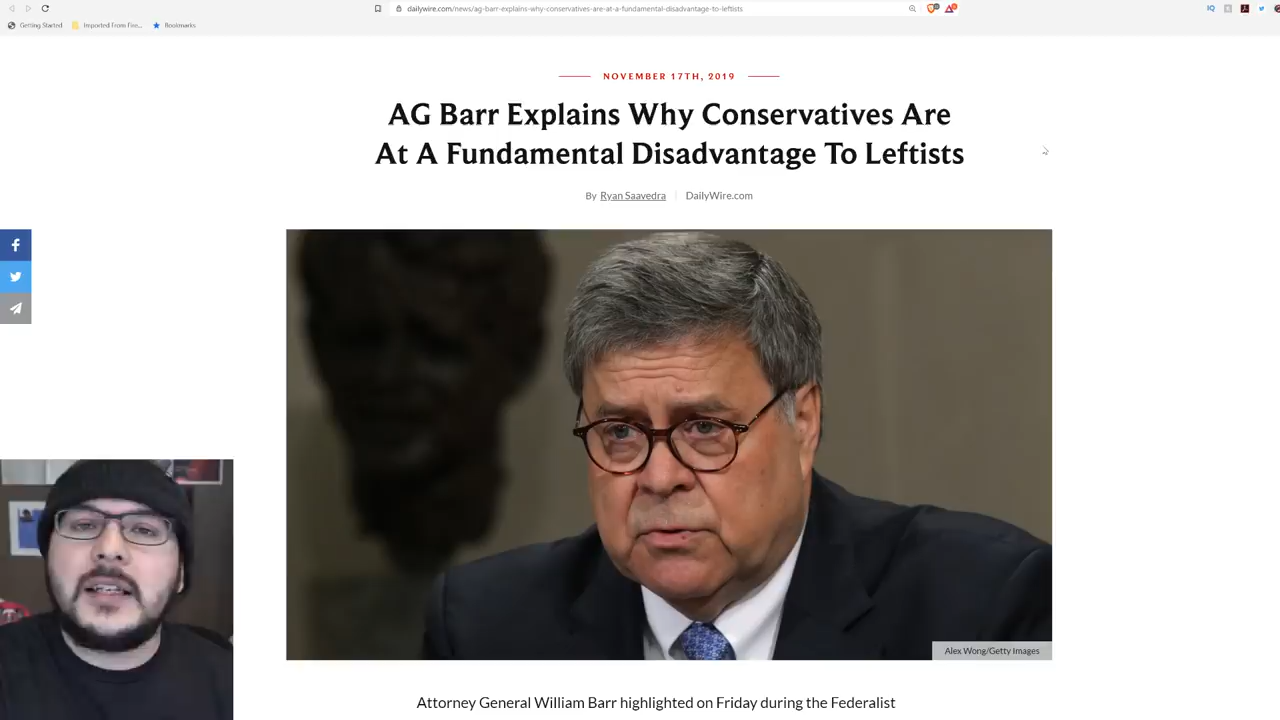 dailywire.com/news/ag-barr-explains-why-conservatives-are-at-a-fundamental-disadvantage-to-leftists
Getting Started
Imported From Fire...
Bookmarks
NOVEMBER 17TH, 2019
AG Barr Explains Why Conservatives Are
At A Fundamental Disadvantage To Leftists
By Ryan Saavedra | DailyWire.com
Alex Wong/Getty Images
Attorney General William Barr highlighted on Friday during the Federalist